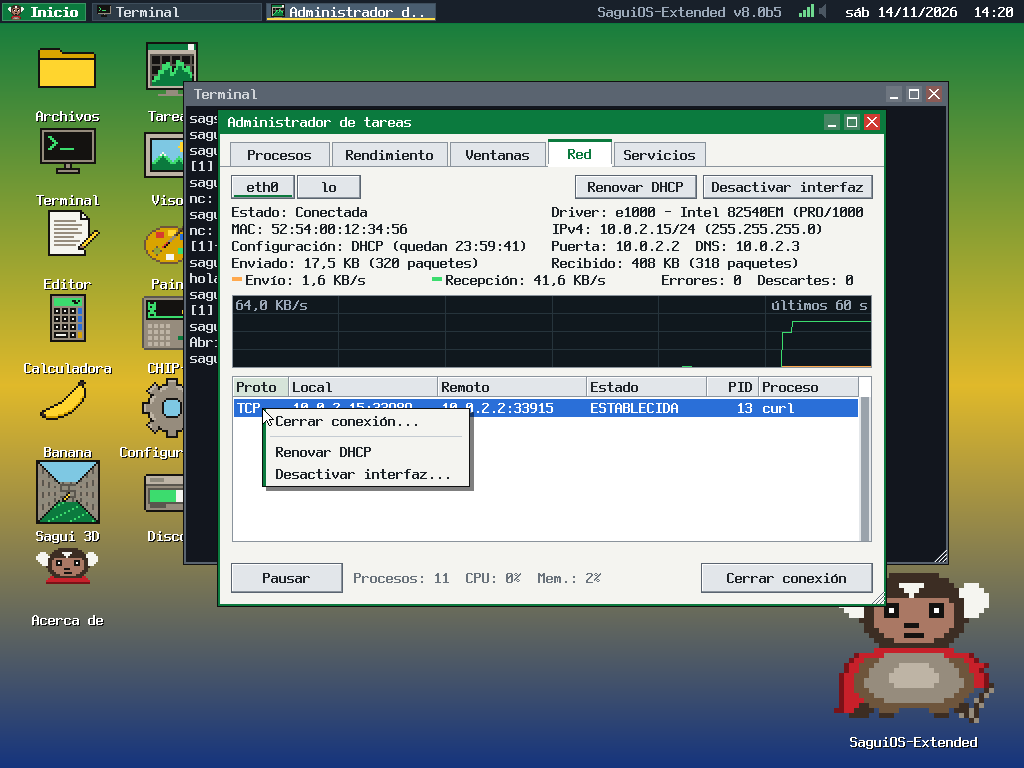 Inicio
Terminal
Administrador d..
SaguiOS-Extended v8.0b5
sáb 14/11/2026
14:20
Archivos
Terminal
Editor
Calculadora
Banana
Sagui 3D
Acerca de
Terminal
Administrador de tareas
Procesos
Rendimiento
Ventanas
Red
Servicios
eth0
lo
Renovar DHCP
Desactivar interfaz
Estado: Conectada
Driver: e1000 - Intel 82540EM (PRO/1000
MAC: 52:54:00:12:34:56
IPv4: 10.0.2.15/24 (255.255.255.0)
Configuración: DHCP (quedan 23:59:41)
Puerta: 10.0.2.2 DNS: 10.0.2.3
Enviado: 17,5 KB (320 paquetes)
Recibido: 408 KB (318 paquetes)
Envío: 1,6 KB/s
Recepción: 41,6 KB/s
Errores: 0 Descartes: 0
64,0 KB/s
últimos 60 s
Proto
Local
Remoto
Estado
PID
Proceso
TCP
10.0.2.2:33915
ESTABLECIDA
13
curl
Cerrar conexión...
Renovar DHCP
Desactivar interfaz...
Pausar
Procesos: 11 CPU: 0% Mem.: 2%
Cerrar conexión
SaguiOS-Extended